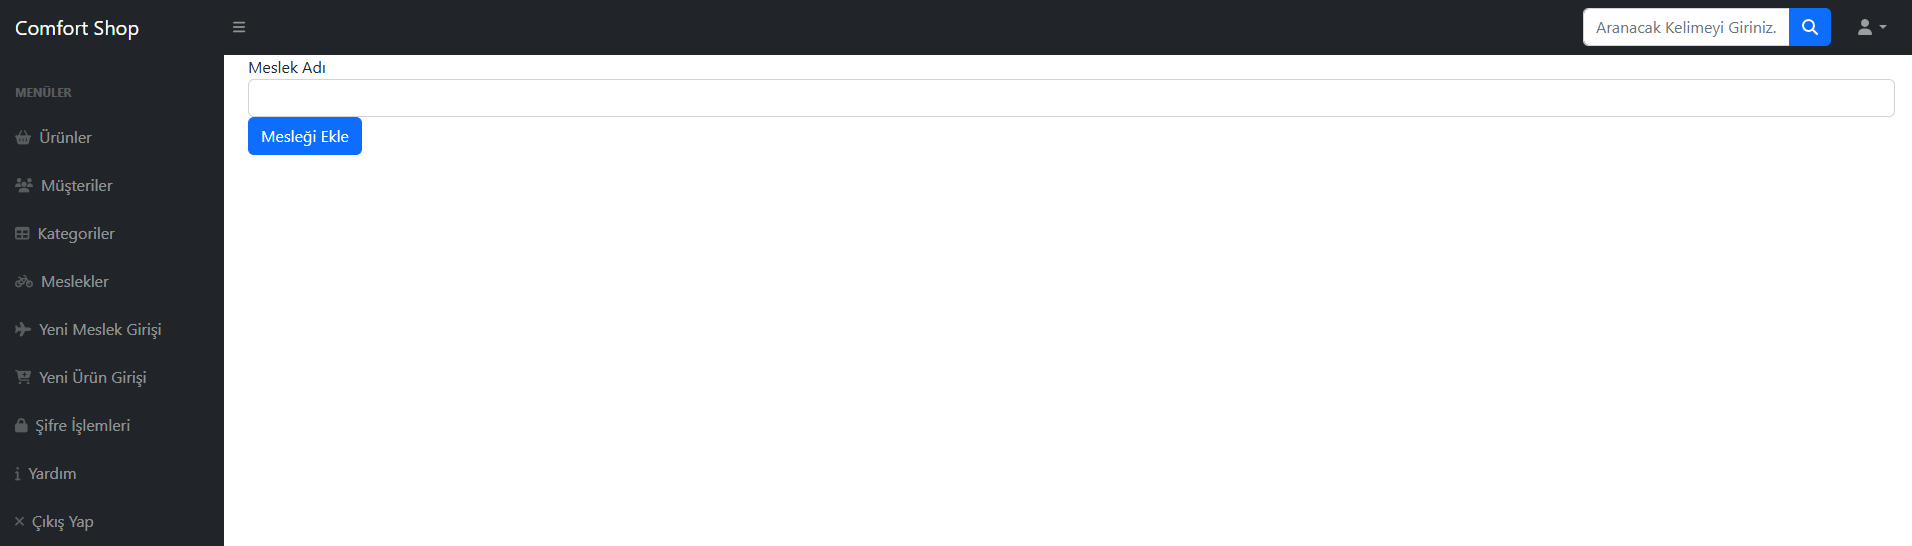 Comfort Shop
Aranacak Kelimeyi Giriniz.
MENÜLER
Ürünler
Müşteriler
Kategoriler
Meslekler
Yeni Meslek Girişi
Yeni Ürün Girişi
Şifre İşlemleri
Yardım
Çıkış Yap
Meslek Adı
Mesleği Ekle